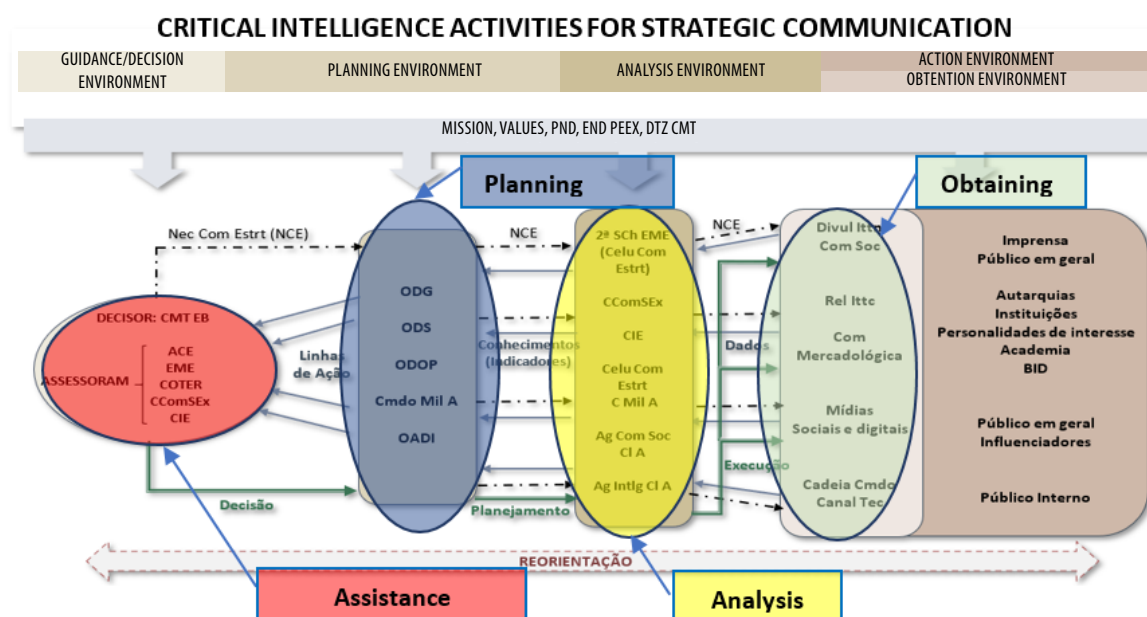 CRITICAL INTELLIGENCE ACTIVITIES FOR STRATEGIC COMMUNICATION
GUIDANCE/DECISION
ENVIRONMENT
PLANNING ENVIRONMENT
ANALYSIS ENVIRONMENT
ACTION ENVIRONMENT
OBTENTION ENVIRONMENT
MISSION, VALUES, PND, END PEEX, DTZ CMT
Planning
Obtaining
Nec Com Estrt (NCE)
NCE
NCE
DECISOR: CMT EB
ASSESSORAM
ACE
EME
COTER
CComSEx
CIE
Linhas
de Ação
ODG
ODS
ODOP
Cmdo Mil A
OADI
Conhecimentos
(Indicadores)
2ª SCh EME
(Celu Com
Estrt)
CComSEx
CIE
Celu Com
Estrt
C Mil A
Ag Com Soc
Cl A
Ag Intlg Cl A
Dados
Execução
Divul Ittc
Com Soc
Rel Ittc
Com
Mercadológica
Mídias
Sociais e digitais
Cadeia Cmdo
Canal Tec
Imprensa
Público em geral
Autarquias
Instituições
Personalidades de interesse
Academia
BID
Público em geral
Influenciadores
Público Interno
Decisão
Planejamento
REORIENTAÇÃO
Assistance
Analysis